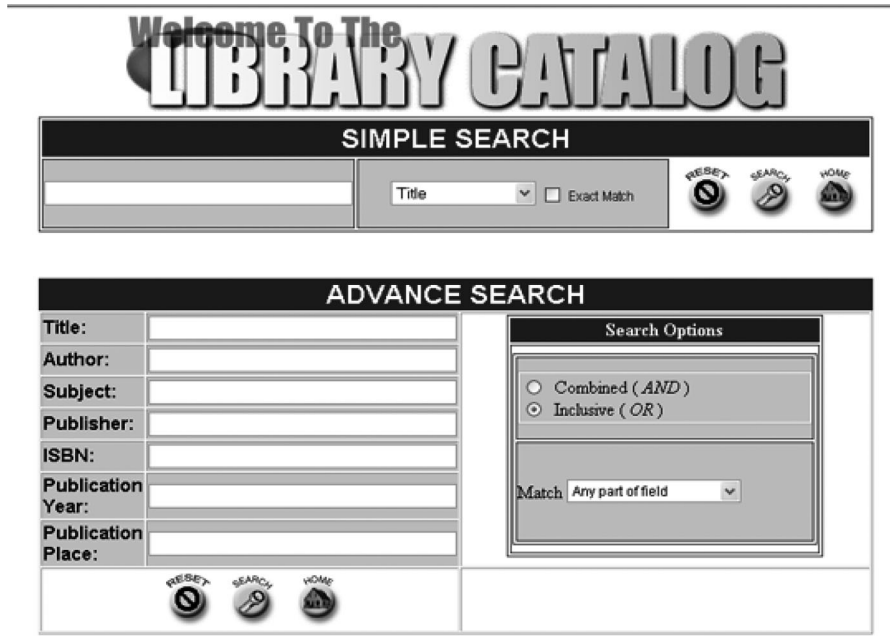 Welcome To The
LIBRARY CATALOG
SIMPLE SEARCH
Title
Exact Match
RESET
SEARCH
HOME
ADVANCE SEARCH
Title:
Author:
Subject:
Publisher:
ISBN:
Publication
Year:
Publication
Place:
Search Options
Combined ( AND )
Inclusive ( OR )
Match Any part of field
RESET
SEARCH
HOME